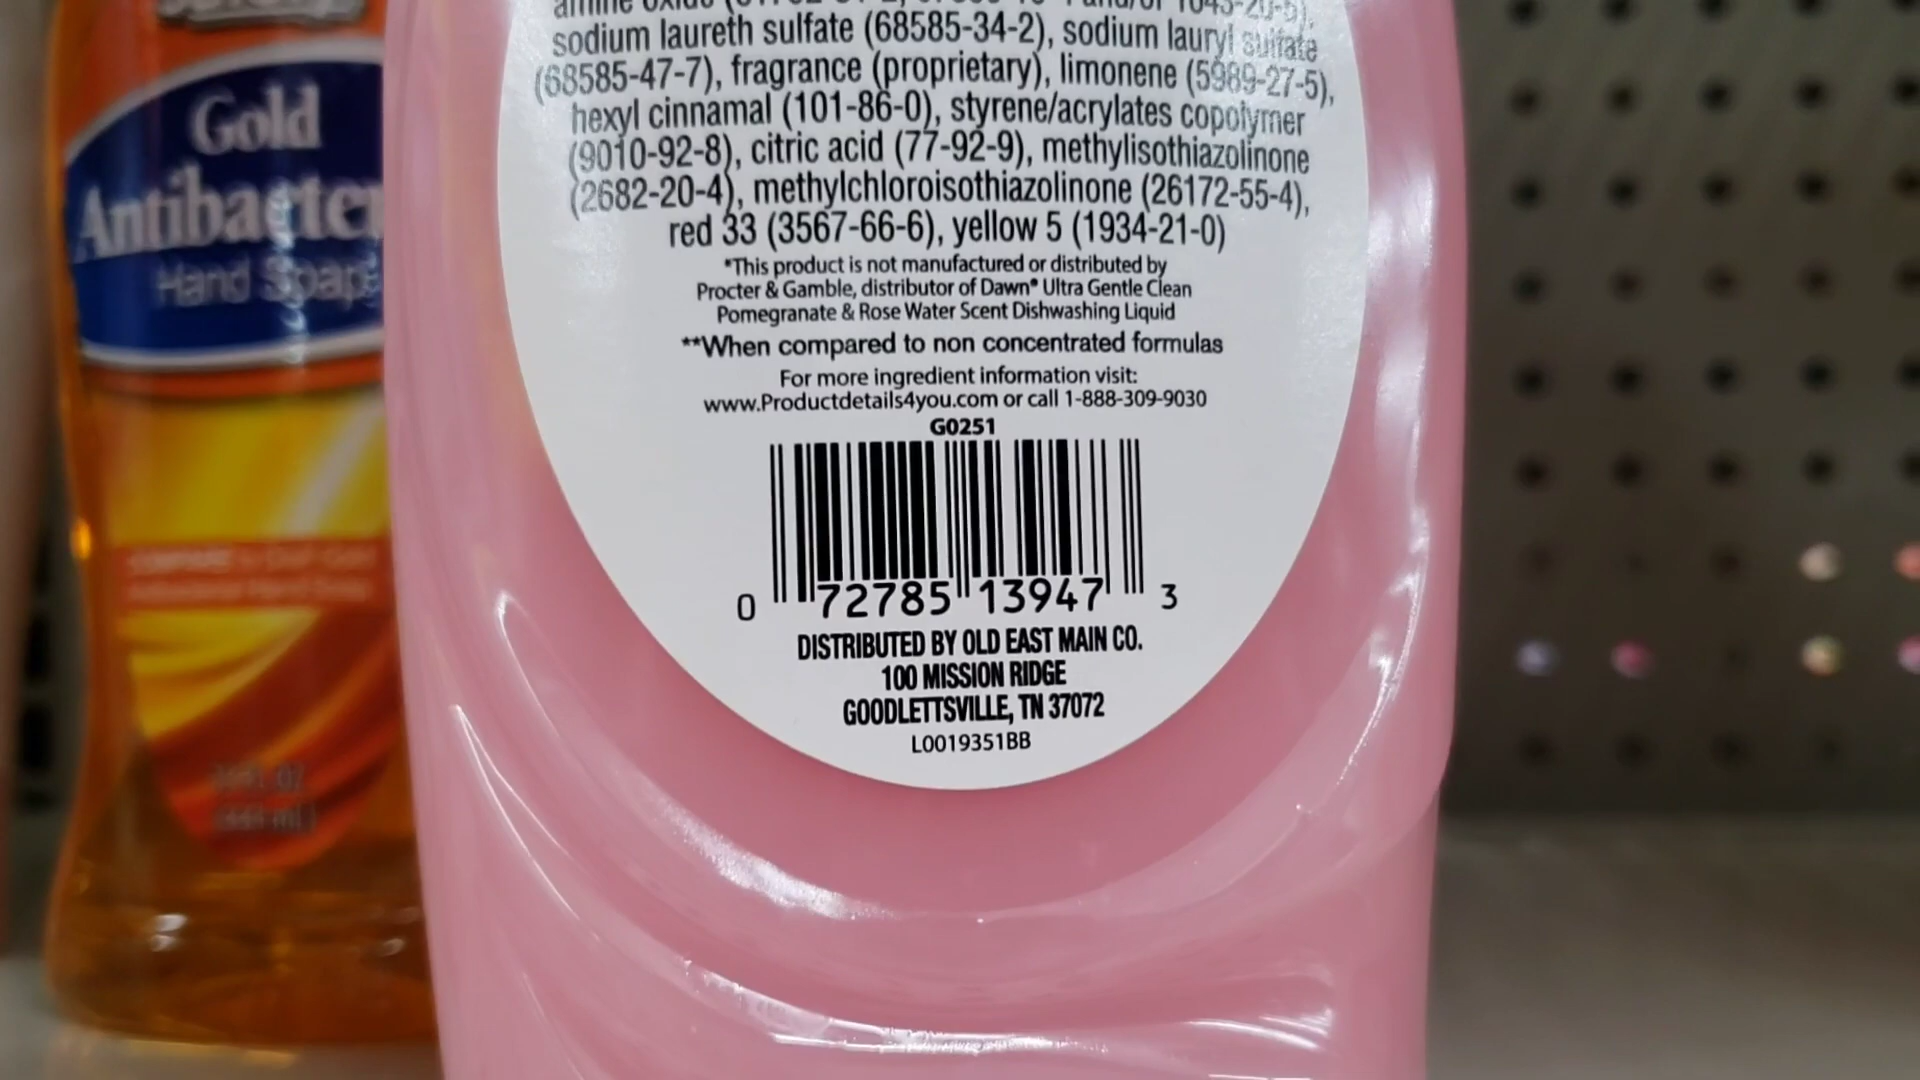 Gold
Hand Soap
sodium laureth sulfate (68585-34-2), sodium lauryl sulfate
(68585-47-7), fragrance (proprietary), limonene (5989-27-5),
hexyl cinnamal (101-86-0), styrene/acrylates copolymer
(9010-92-8), citric acid (77-92-9), methylisothiazolinone
(2682-20-4), methylchloroisothiazolinone (26172-55-4),
red 33 (3567-66-6), yellow 5 (1934-21-0)
*This product is not manufactured or distributed by
Procter & Gamble, distributor of Dawn® Ultra Gentle Clean
Pomegranate & Rose Water Scent Dishwashing Liquid
**When compared to non concentrated formulas
For more ingredient information visit:
www.Productdetails4you.com or call 1-888-309-9030
G0251
0 72785 13947 3
DISTRIBUTED BY OLD EAST MAIN CO.
100 MISSION RIDGE
GOODLETTSVILLE, TN 37072
L0019351BB